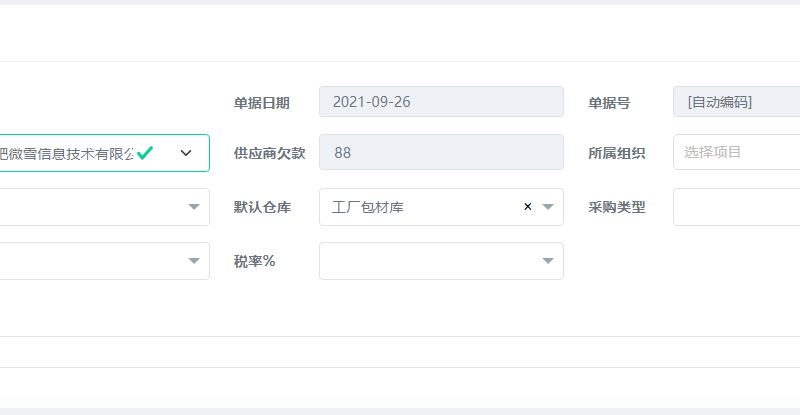 单据日期 2021-09-26 单据号 [自动编码]
肥微雪信息技术有限公 供应商欠款 88 所属组织 选择项目
默认仓库 工厂包材库 × 采购类型
税率%